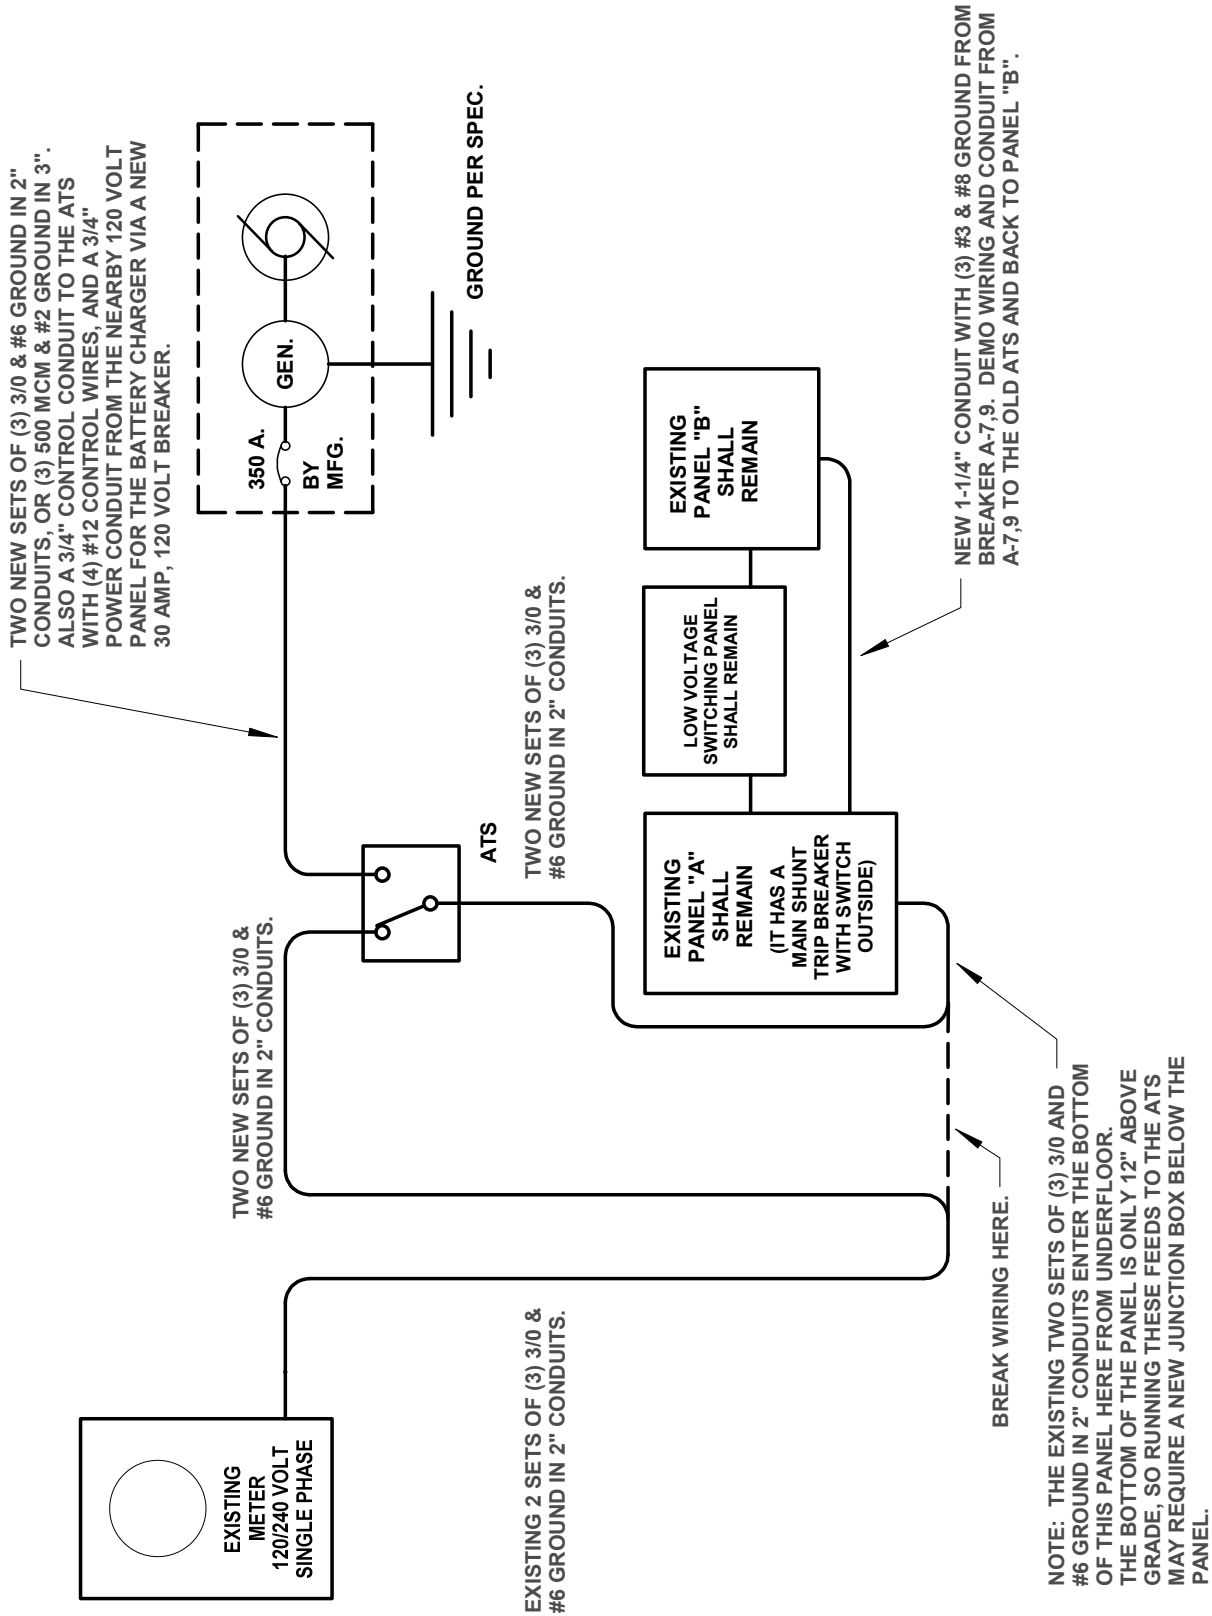 TWO NEW SETS OF (3) 3/0 & #6 GROUND IN 2"
CONDUITS, OR (3) 500 MCM & #2 GROUND IN 3".
ALSO A 3/4" CONTROL CONDUIT TO THE ATS
WITH (4) #12 CONTROL WIRES, AND A 3/4"
POWER CONDUIT FROM THE NEARBY 120 VOLT
PANEL FOR THE BATTERY CHARGER VIA A NEW
30 AMP, 120 VOLT BREAKER.
350 A.
BY
MFG.
GEN.
GROUND PER SPEC.
TWO NEW SETS OF (3) 3/0 &
#6 GROUND IN 2" CONDUITS.
ATS
TWO NEW SETS OF (3) 3/0 &
#6 GROUND IN 2" CONDUITS.
EXISTING
METER
120/240 VOLT
SINGLE PHASE
EXISTING 2 SETS OF (3) 3/0 &
#6 GROUND IN 2" CONDUITS.
EXISTING
PANEL "A"
SHALL
REMAIN
(IT HAS A
MAIN SHUNT
TRIP BREAKER
WITH SWITCH
OUTSIDE)
LOW VOLTAGE
SWITCHING PANEL
SHALL REMAIN
EXISTING
PANEL "B"
SHALL
REMAIN
NEW 1-1/4" CONDUIT WITH (3) #3 & #8 GROUND FROM
BREAKER A-7,9. DEMO WIRING AND CONDUIT FROM
A-7,9 TO THE OLD ATS AND BACK TO PANEL "B".
BREAK WIRING HERE.
NOTE: THE EXISTING TWO SETS OF (3) 3/0 AND
#6 GROUND IN 2" CONDUITS ENTER THE BOTTOM
OF THIS PANEL HERE FROM UNDERFLOOR.
THE BOTTOM OF THE PANEL IS ONLY 12" ABOVE
GRADE, SO RUNNING THESE FEEDS TO THE ATS
MAY REQUIRE A NEW JUNCTION BOX BELOW THE
PANEL.